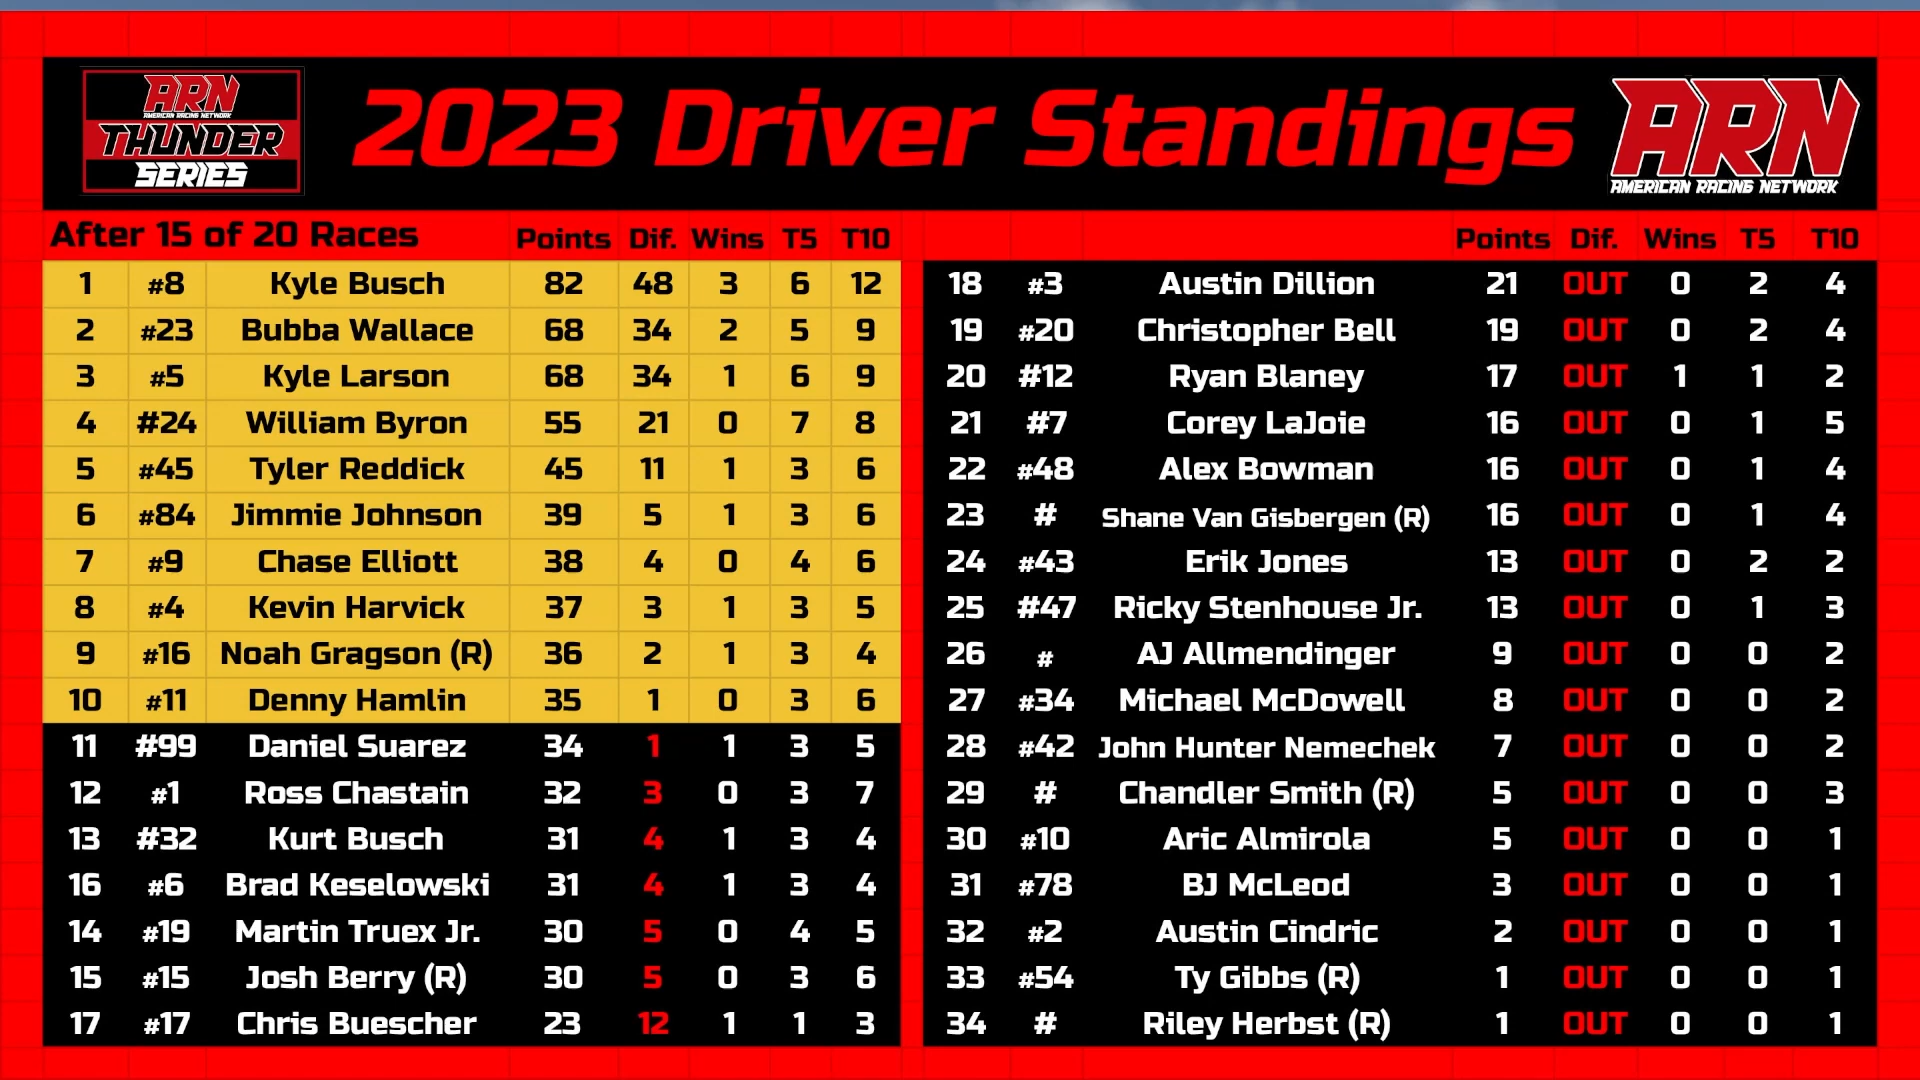 ARN
AMERICAN RACING NETWORK
THUNDER
SERIES
2023 Driver Standings
ARN
AMERICAN RACING NETWORK
After 15 of 20 Races Points Dif. Wins T5 T10
1 #8 Kyle Busch 82 48 3 6 12
2 #23 Bubba Wallace 68 34 2 5 9
3 #5 Kyle Larson 68 34 1 6 9
4 #24 William Byron 55 21 0 7 8
5 #45 Tyler Reddick 45 11 1 3 6
6 #84 Jimmie Johnson 39 5 1 3 6
7 #9 Chase Elliott 38 4 0 4 6
8 #4 Kevin Harvick 37 3 1 3 5
9 #16 Noah Gragson (R) 36 2 1 3 4
10 #11 Denny Hamlin 35 1 0 3 6
11 #99 Daniel Suarez 34 1 1 3 5
12 #1 Ross Chastain 32 3 0 3 7
13 #32 Kurt Busch 31 4 1 3 4
16 #6 Brad Keselowski 31 4 1 3 4
14 #19 Martin Truex Jr. 30 5 0 4 5
15 #15 Josh Berry (R) 30 5 0 3 6
17 #17 Chris Buescher 23 12 1 1 3
Points Dif. Wins T5 T10
18 #3 Austin Dillion 21 OUT 0 2 4
19 #20 Christopher Bell 19 OUT 0 2 4
20 #12 Ryan Blaney 17 OUT 1 1 2
21 #7 Corey LaJoie 16 OUT 0 1 5
22 #48 Alex Bowman 16 OUT 0 1 4
23 # Shane Van Gisbergen (R) 16 OUT 0 1 4
24 #43 Erik Jones 13 OUT 0 2 2
25 #47 Ricky Stenhouse Jr. 13 OUT 0 1 3
26 # AJ Allmendinger 9 OUT 0 0 2
27 #34 Michael McDowell 8 OUT 0 0 2
28 #42 John Hunter Nemechek 7 OUT 0 0 2
29 # Chandler Smith (R) 5 OUT 0 0 3
30 #10 Aric Almirola 5 OUT 0 0 1
31 #78 BJ McLeod 3 OUT 0 0 1
32 #2 Austin Cindric 2 OUT 0 0 1
33 #54 Ty Gibbs (R) 1 OUT 0 0 1
34 # Riley Herbst (R) 1 OUT 0 0 1